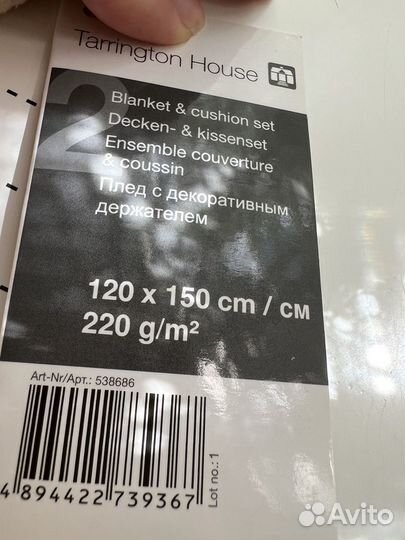 Tarrington House
2
Blanket & cushion set
Decken- & kissenset
Ensemble couverture
& coussin
Плед с декоративным
держателем
120 x 150 cm / см
220 g/m²
Art-Nr/Арт.: 538686
4 894422 739367
Lot no.: 1
Avito